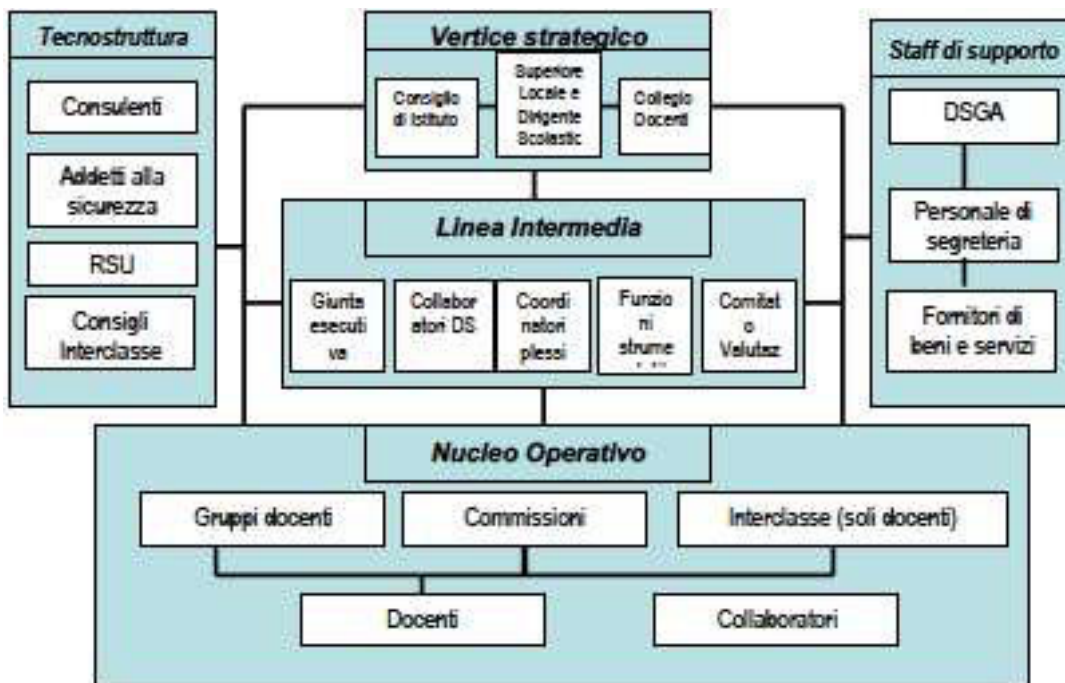 Tecnostruttura
Consulenti
Addetti alla
sicurezza
RSU
Consigli
Interclasse
Vertice strategico
Consiglio
di Istituto
Superiore
Locale e
Dirigente
Scolastic
Collegio
Docenti
Staff di supporto
DSGA
Personale di
segreteria
Fornitori di
beni e servizi
Linea Intermedia
Giunta
esecuti
va
Collabor
atori DS
Coordi
natori
plessi
Funzio
ni
strume
Comitat
o
Valutaz
Nucleo Operativo
Gruppi docenti
Commissioni
Interclasse (soli docenti)
Docenti
Collaboratori